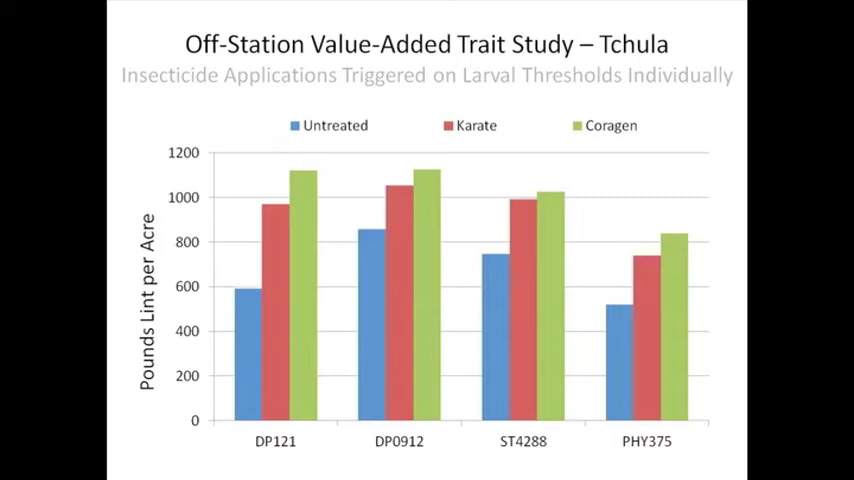 Off-Station Value-Added Trait Study – Tchula
Insecticide Applications Triggered on Larval Thresholds Individually
Untreated Karate Coragen
Pounds Lint per Acre
1200
1000
800
600
400
200
0
DP121 DP0912 ST4288 PHY375